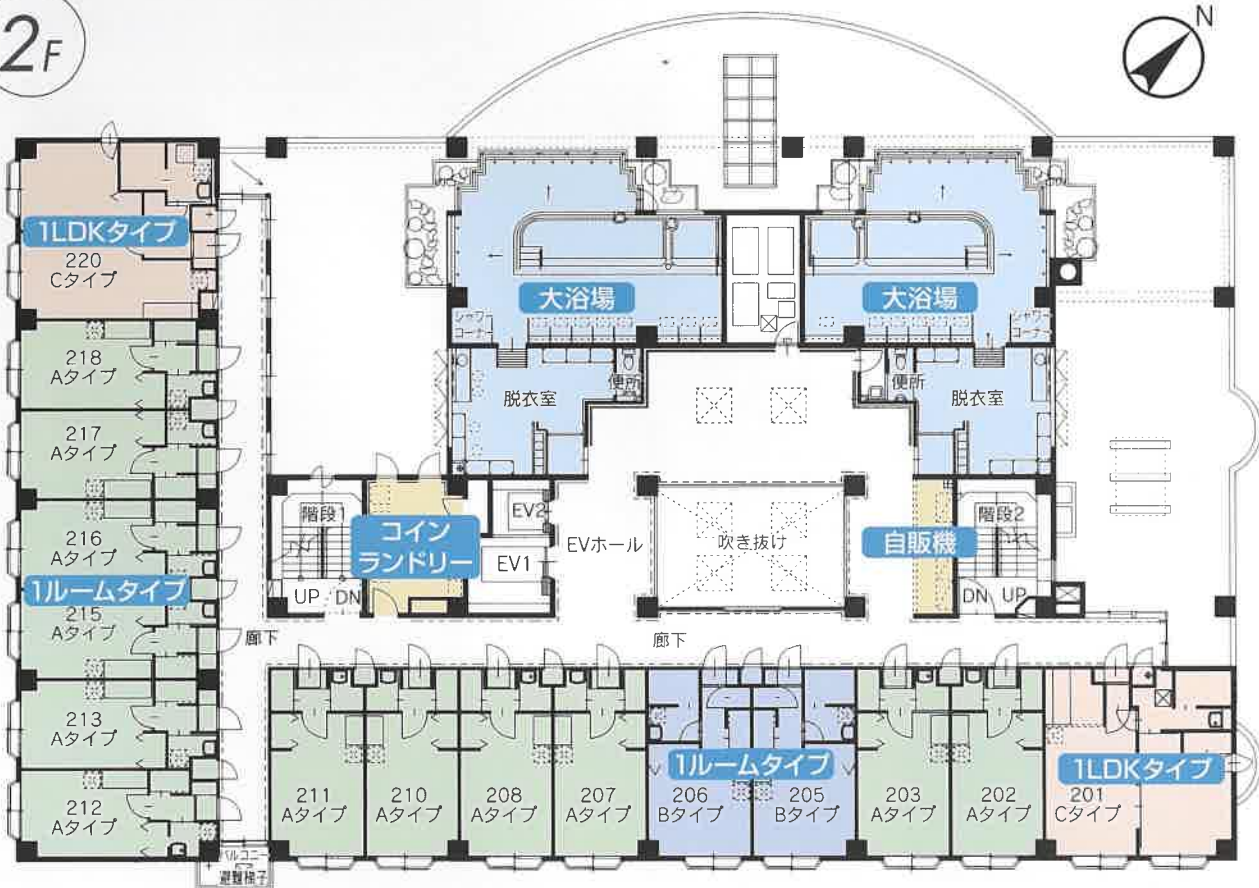 2F
N
1LDKタイプ
220
Cタイプ
218
Aタイプ
217
Aタイプ
216
Aタイプ
1ルームタイプ
215
Aタイプ
213
Aタイプ
212
Aタイプ
大浴場
大浴場
シャワー
コーナー
シャワー
コーナー
脱衣室
便所
便所
脱衣室
階段1
UP
DN
コイン
ランドリー
EV2
EV1
EVホール
吹き抜け
自販機
階段2
DN
UP
廊下
廊下
211
Aタイプ
210
Aタイプ
208
Aタイプ
207
Aタイプ
1ルームタイプ
206
Bタイプ
205
Bタイプ
203
Aタイプ
202
Aタイプ
1LDKタイプ
201
Cタイプ
バルコニー
避難梯子